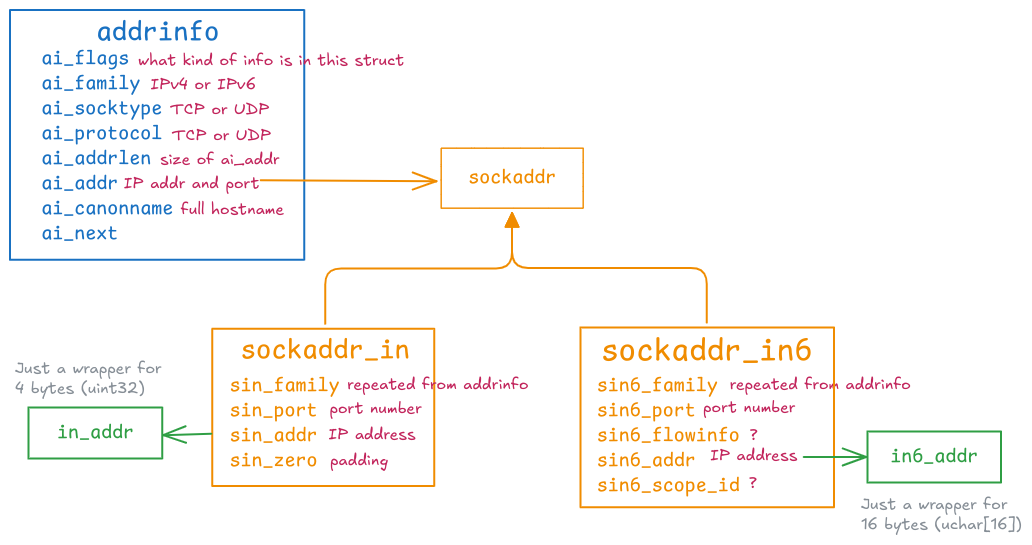 addrinfo
ai_flags what kind of info is in this struct
ai_family IPv4 or IPv6
ai_socktype TCP or UDP
ai_protocol TCP or UDP
ai_addrlen size of ai_addr
ai_addr IP addr and port
ai_canonname full hostname
ai_next
sockaddr
sockaddr_in
sin_family repeated from addrinfo
sin_port port number
sin_addr IP address
sin_zero padding
Just a wrapper for
4 bytes (uint32)
in_addr
sockaddr_in6
sin6_family repeated from addrinfo
sin6_port port number
sin6_flowinfo ?
sin6_addr IP address
sin6_scope_id ?
in6_addr
Just a wrapper for
16 bytes (uchar[16])